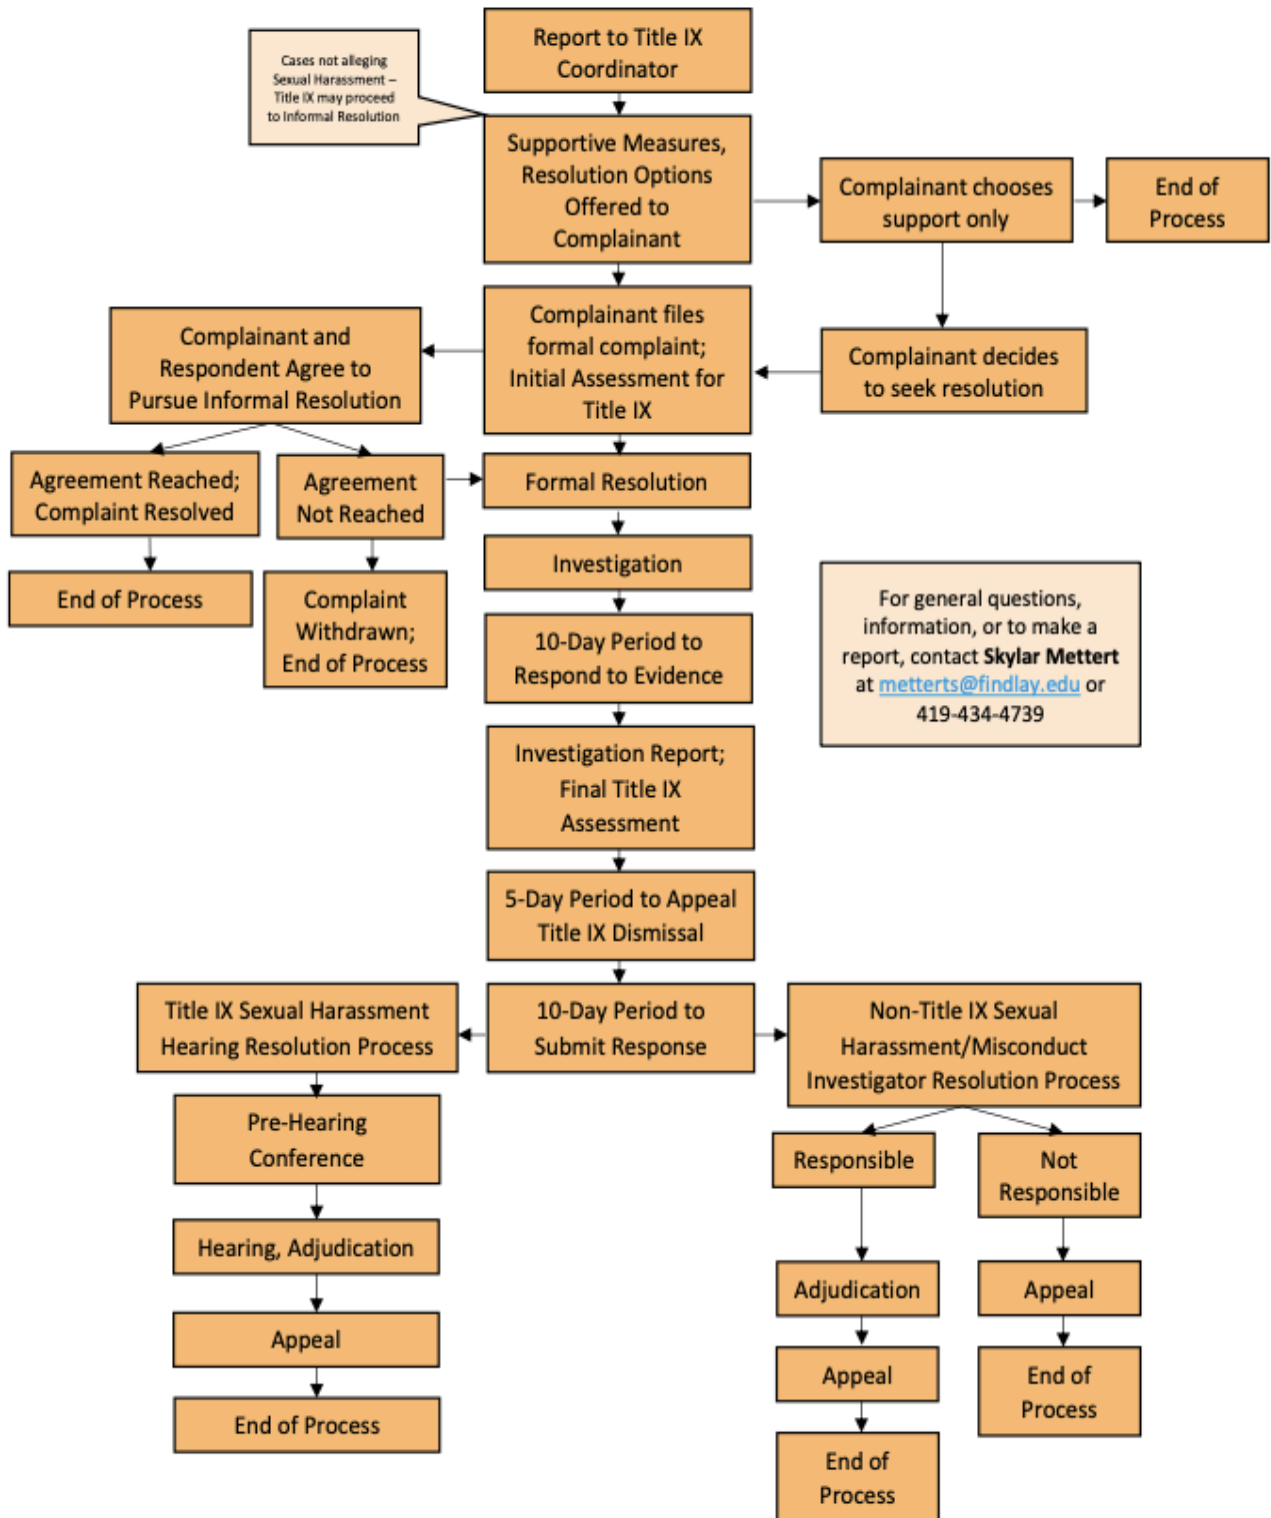 Report to Title IX
Coordinator
Cases not alleging
Sexual Harassment –
Title IX may proceed
to Informal Resolution
Supportive Measures,
Resolution Options
Offered to
Complainant
Complainant chooses
support only
End of
Process
Complainant files
formal complaint;
Initial Assessment for
Title IX
Complainant decides
to seek resolution
Complainant and
Respondent Agree to
Pursue Informal Resolution
Agreement Reached;
Complaint Resolved
Agreement
Not Reached
End of Process
Complaint
Withdrawn;
End of Process
Formal Resolution
Investigation
10-Day Period to
Respond to Evidence
For general questions,
information, or to make a
report, contact Skylar Mettert
at metterts@findlay.edu or
419-434-4739
Investigation Report;
Final Title IX
Assessment
5-Day Period to Appeal
Title IX Dismissal
10-Day Period to
Submit Response
Title IX Sexual Harassment
Hearing Resolution Process
Pre-Hearing
Conference
Hearing, Adjudication
Appeal
End of Process
Non-Title IX Sexual
Harassment/Misconduct
Investigator Resolution Process
Responsible
Adjudication
Appeal
End of
Process
Not
Responsible
Appeal
End of
Process